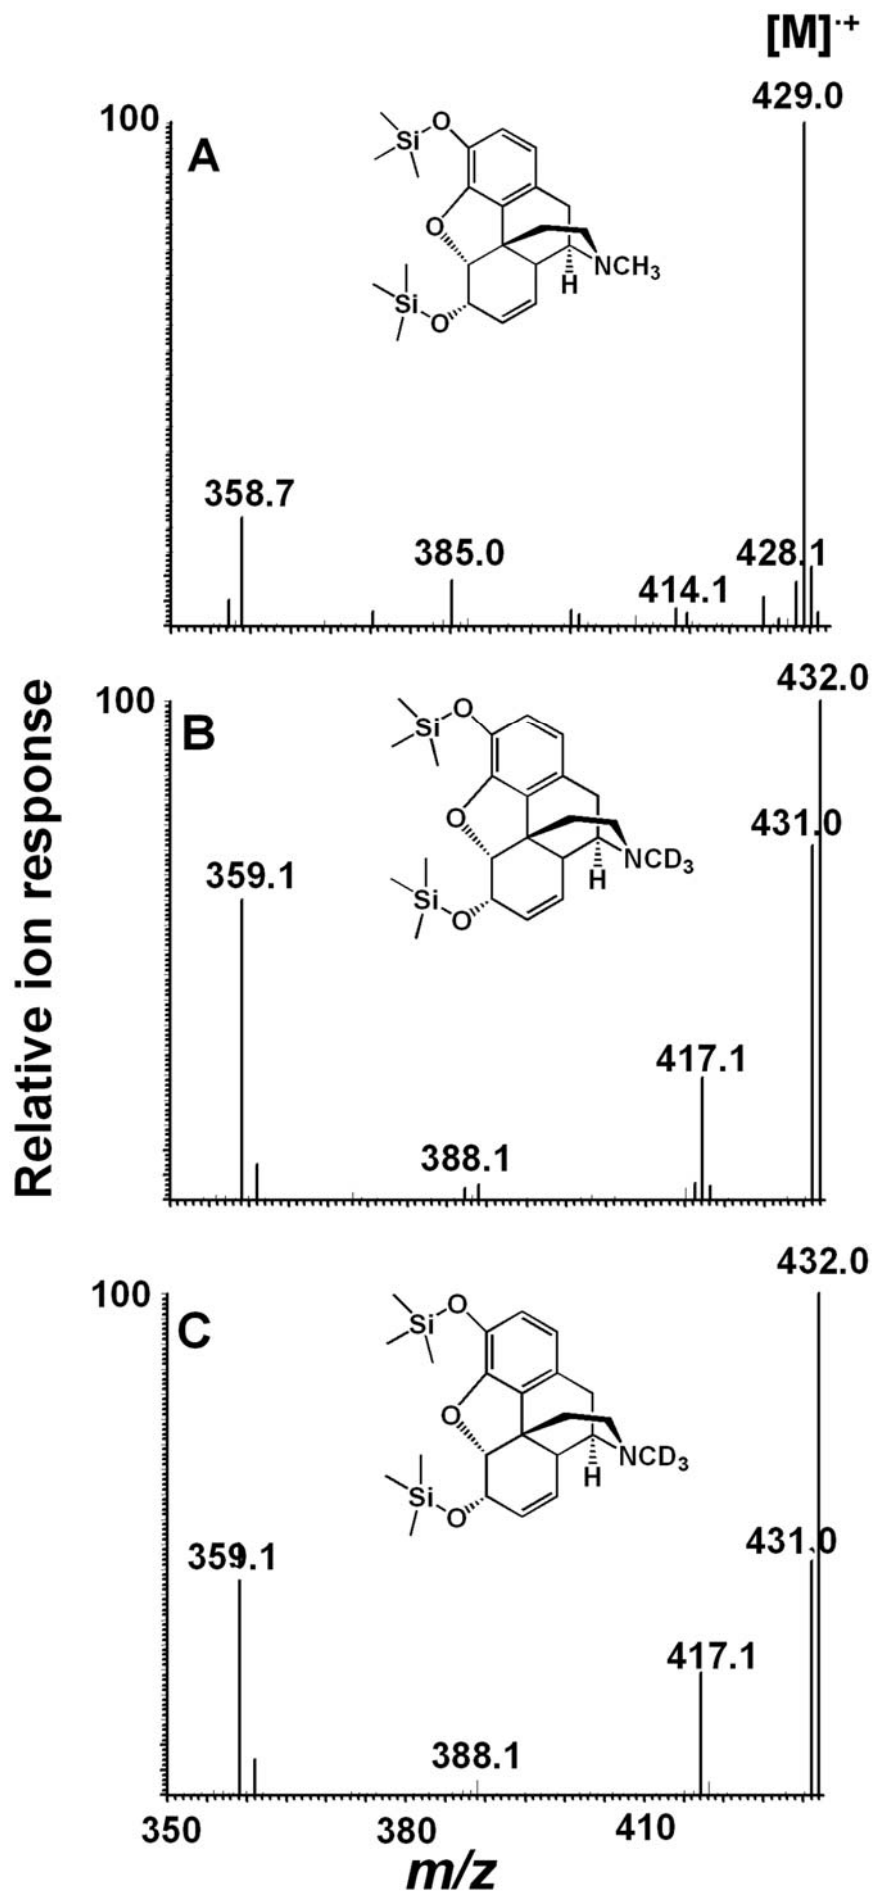 [M]·+
429.0
100
A
Si
O
O
Si
O
NCH3
H
358.7
385.0
414.1
428.1
Relative ion response
432.0
100
B
Si
O
O
Si
O
NCD3
H
431.0
359.1
417.1
388.1
432.0
100
C
Si
O
O
Si
O
NCD3
H
431.0
359.1
417.1
388.1
350
380
410
m/z